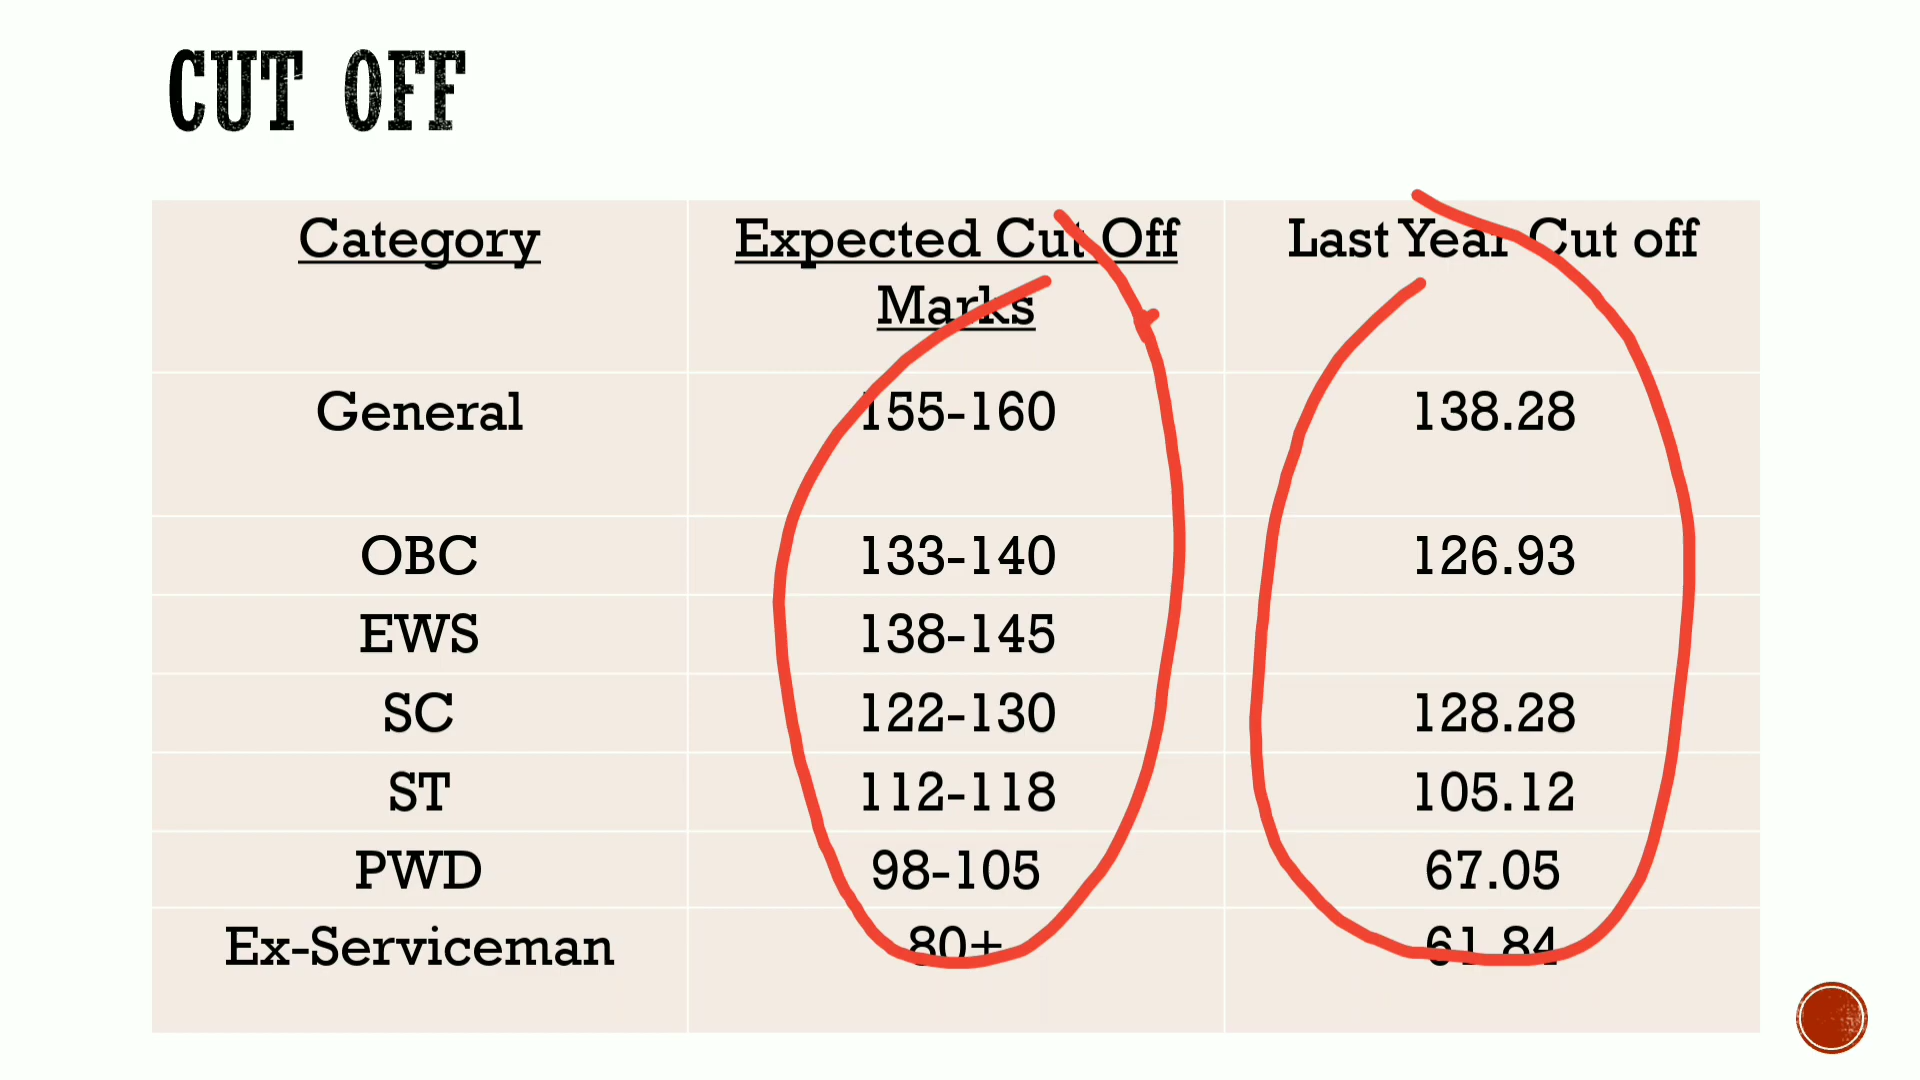 CUT OFF
Category Expected Cut Off Last Year Cut off
Marks
General 155-160 138.28
OBC 133-140 126.93
EWS 138-145
SC 122-130 128.28
ST 112-118 105.12
PWD 98-105 67.05
Ex-Serviceman 80+ 61.84